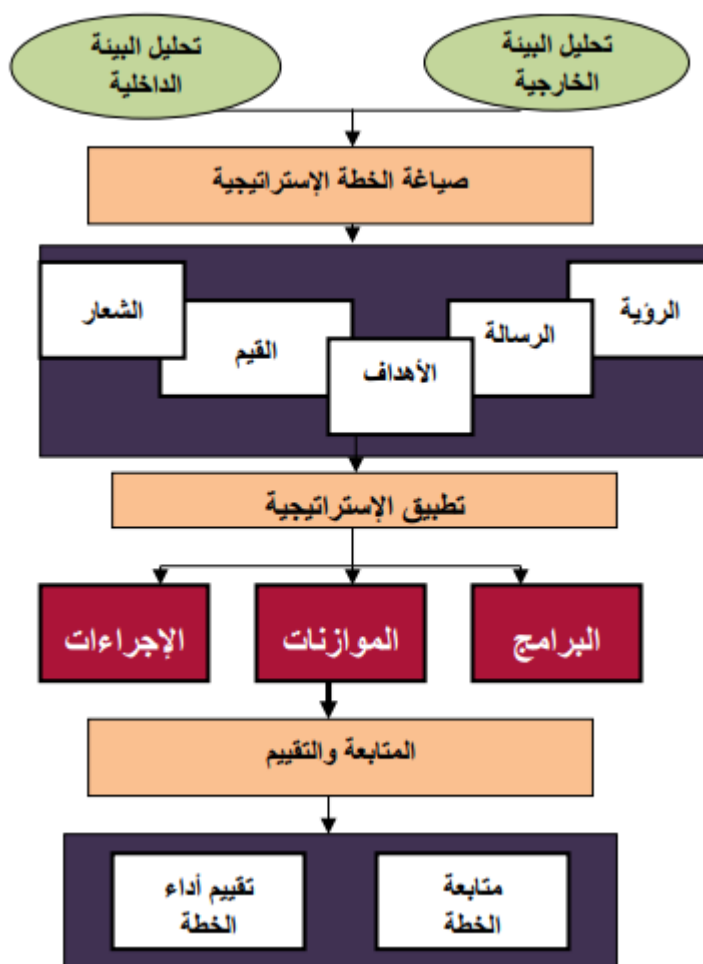 تحليل البيئة
الخارجية
تحليل البيئة
الداخلية
صياغة الخطة الإستراتيجية
الرؤية
الرسالة
الأهداف
القيم
الشعار
تطبيق الإستراتيجية
البرامج
الموازنات
الإجراءات
المتابعة والتقييم
متابعة
الخطة
تقييم أداء
الخطة